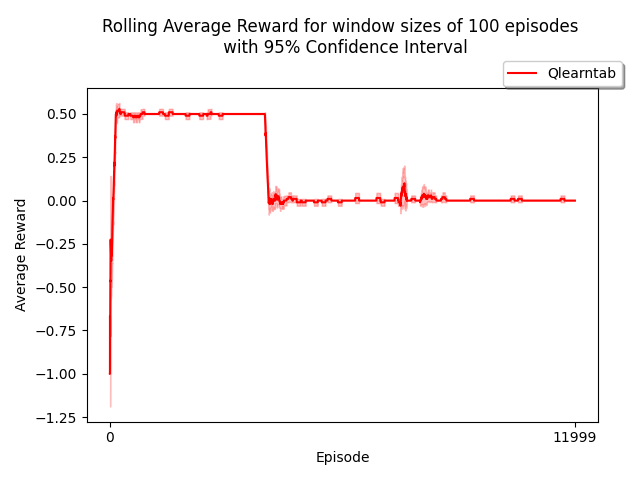 Rolling Average Reward for window sizes of 100 episodes
with 95% Confidence Interval
Qlearntab
0.50
0.25
0.00
−0.25
−0.50
−0.75
−1.00
−1.25
Average Reward
0
11999
Episode